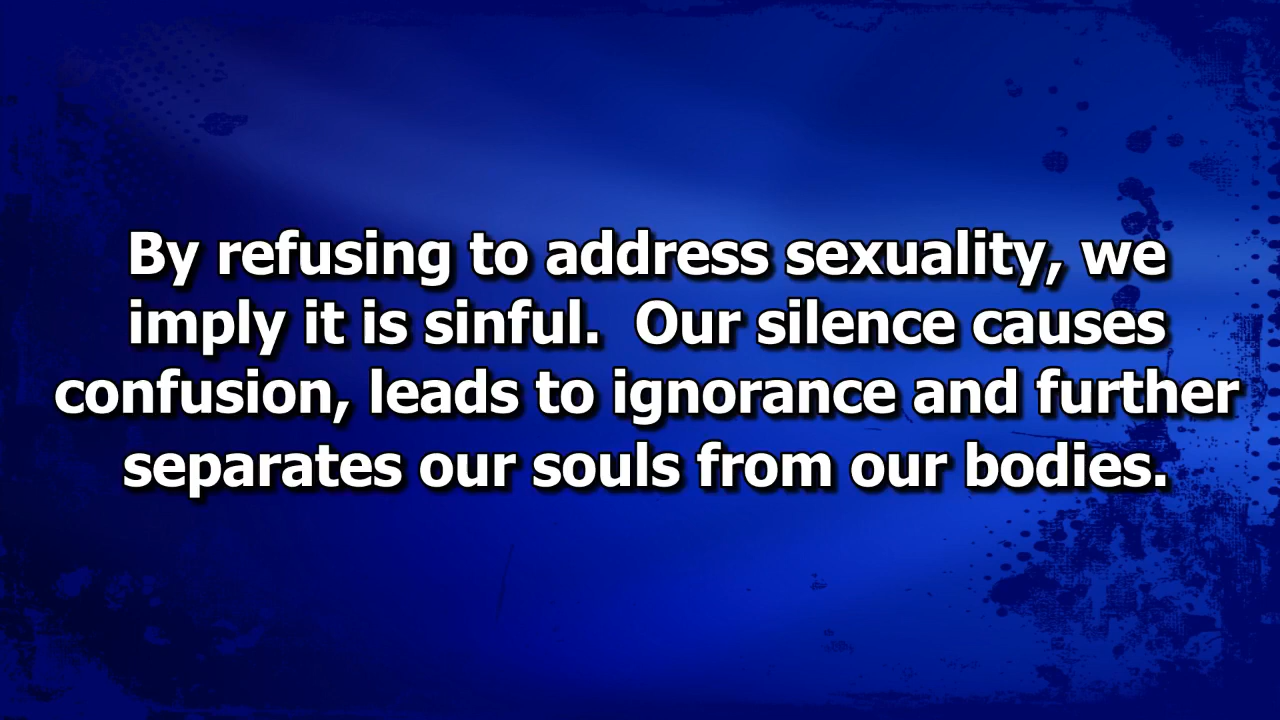 By refusing to address sexuality, we
imply it is sinful.  Our silence causes
confusion, leads to ignorance and further
separates our souls from our bodies.